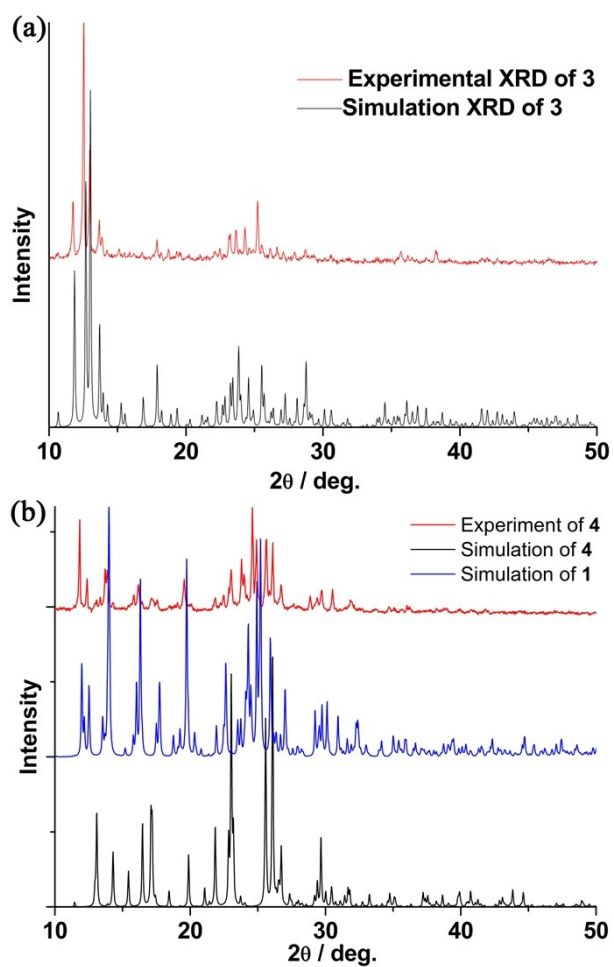 (a)
Experimental XRD of 3
Simulation XRD of 3
Intensity
10 20 30 40 50
2θ / deg.
(b)
Experiment of 4
Simulation of 4
Simulation of 1
Intensity
10 20 30 40 50
2θ / deg.